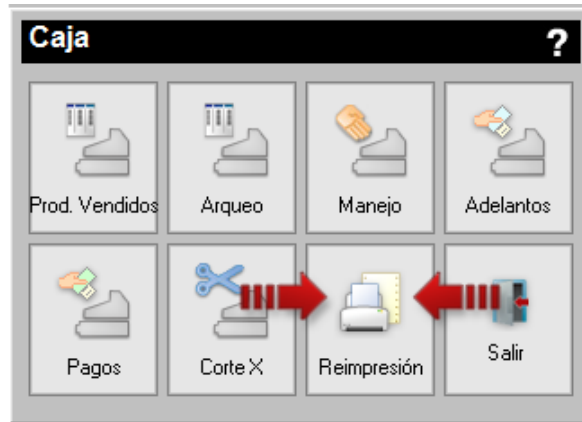 Caja
?
Prod. Vendidos
Arqueo
Manejo
Adelantos
Pagos
Corte X
Reimpresión
Salir